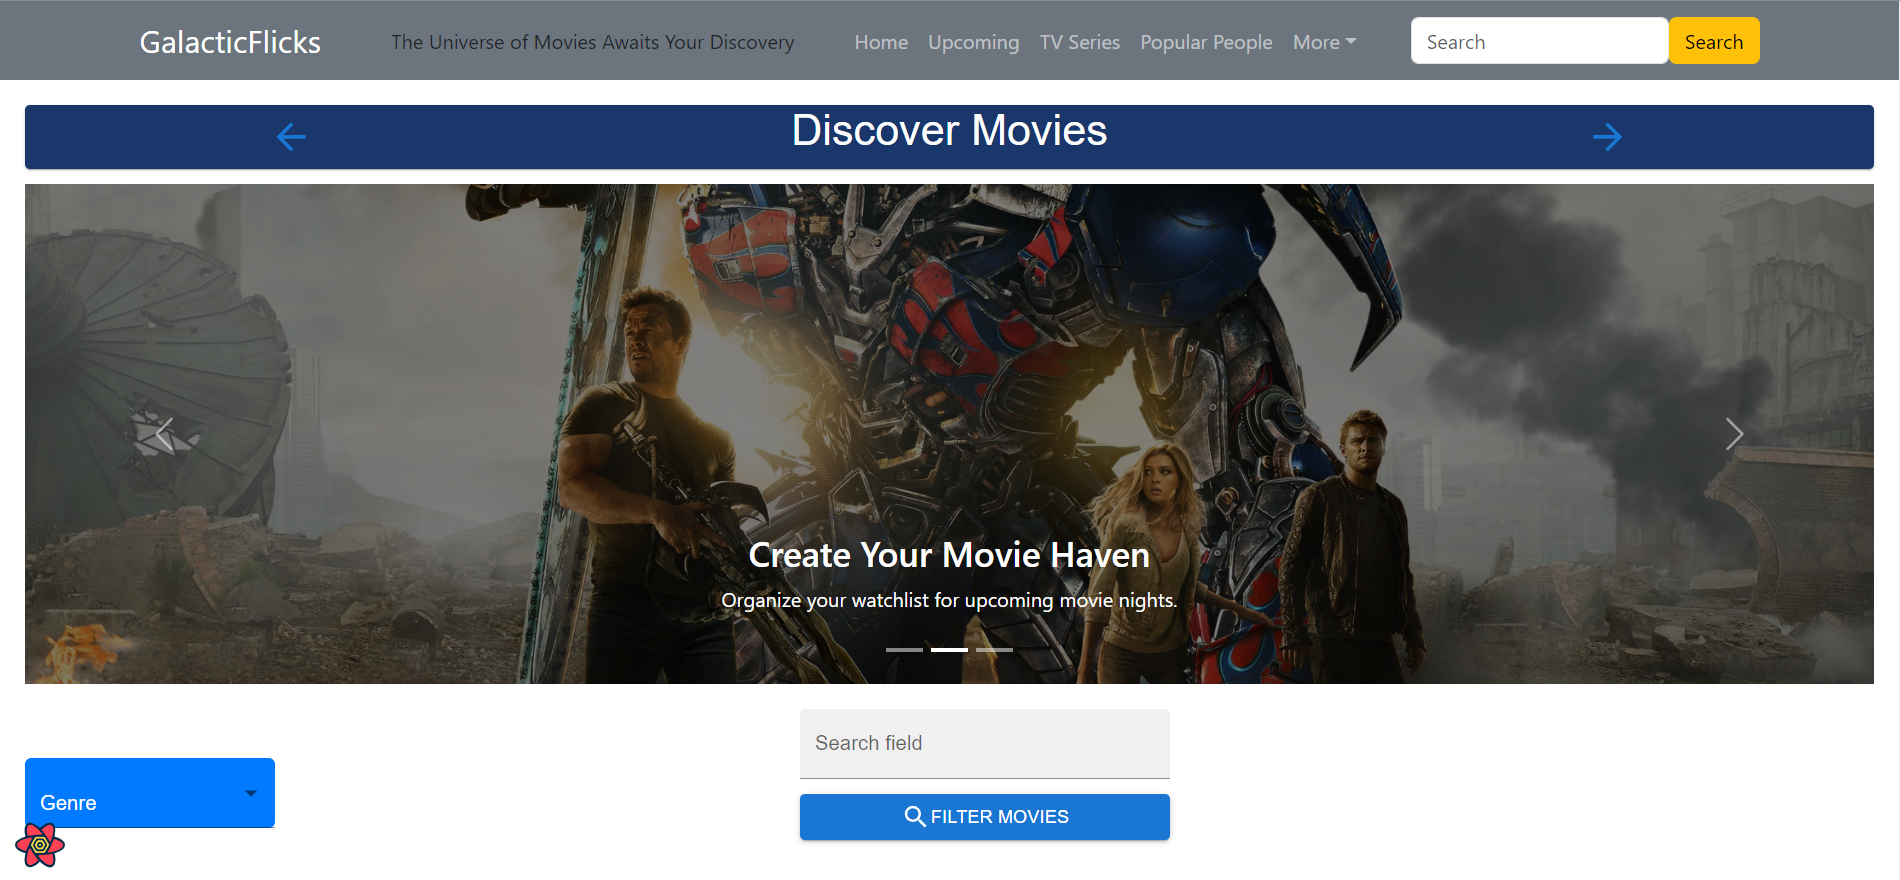 GalacticFlicks The Universe of Movies Awaits Your Discovery Home Upcoming TV Series Popular People More Search Search
Discover Movies
Create Your Movie Haven
Organize your watchlist for upcoming movie nights.
Search field
Genre
FILTER MOVIES